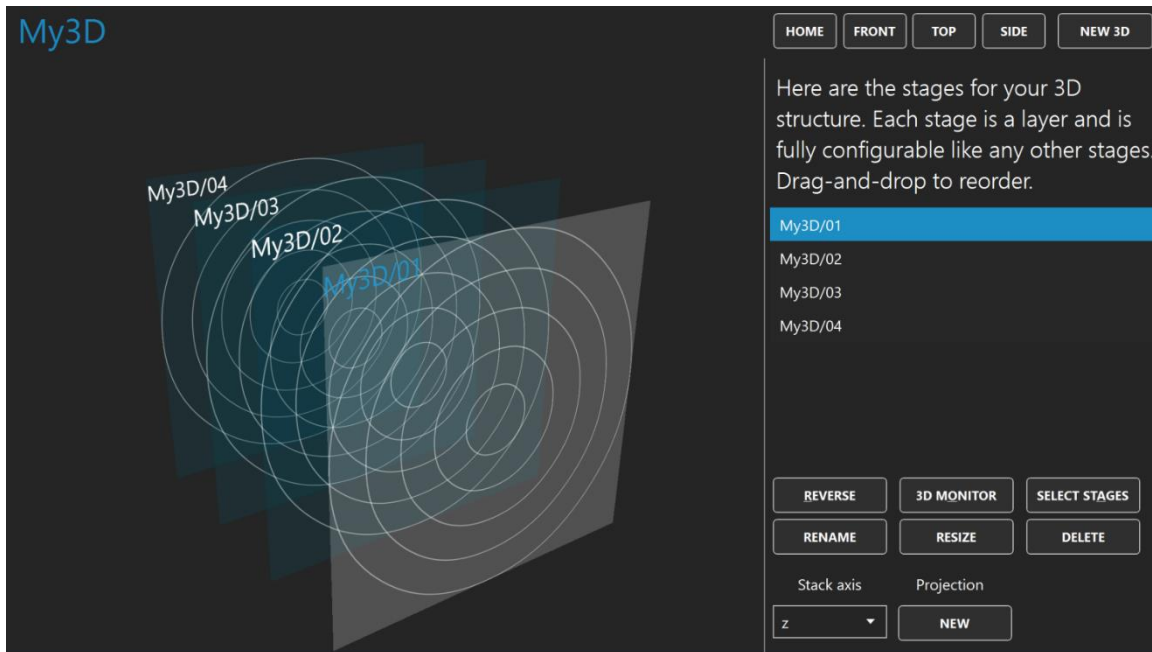 My3D
HOME FRONT TOP SIDE NEW 3D
Here are the stages for your 3D
structure. Each stage is a layer and is
fully configurable like any other stages.
Drag-and-drop to reorder.
My3D/04
My3D/03
My3D/02
My3D/01
My3D/01
My3D/02
My3D/03
My3D/04
REVERSE 3D MONITOR SELECT STAGES
RENAME RESIZE DELETE
Stack axis Projection
z NEW